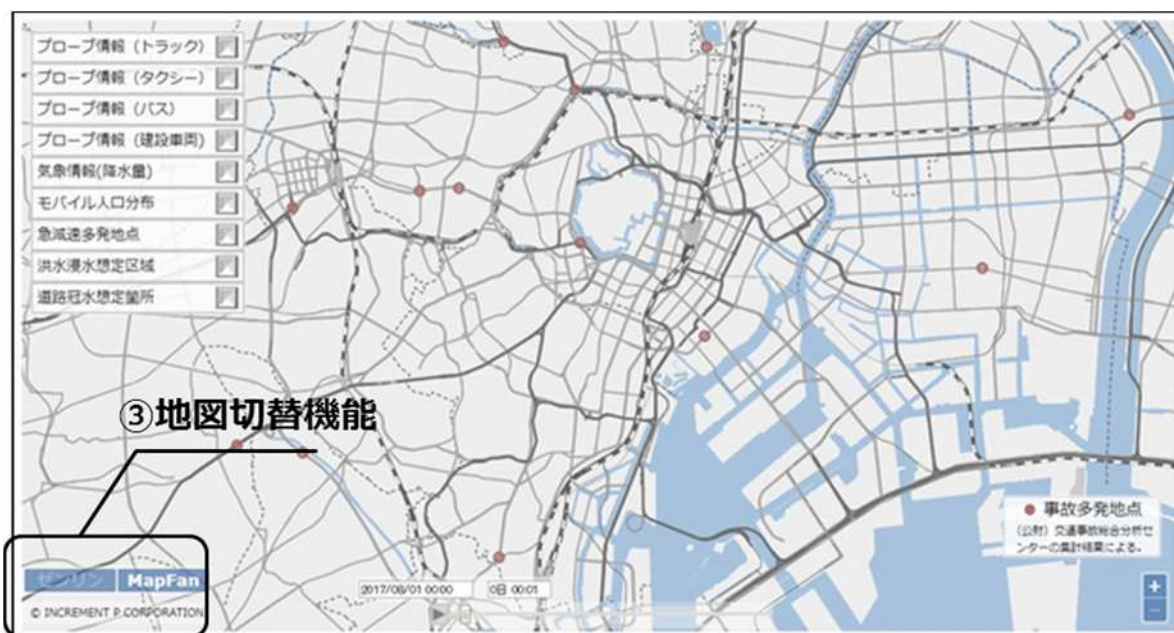 プローブ情報（トラック）
プローブ情報（タクシー）
プローブ情報（バス）
プローブ情報（建設車両）
気象情報(降水量)
モバイル人口分布
急減速多発地点
洪水浸水想定区域
道路冠水想定箇所
③地図切替機能
事故多発地点
（公財）交通事故総合分析セ
ンターの集計結果による。
ゼンリン MapFan
© INCREMENT P CORPORATION
2017/08/01 00:00 0日 00:01
+
-